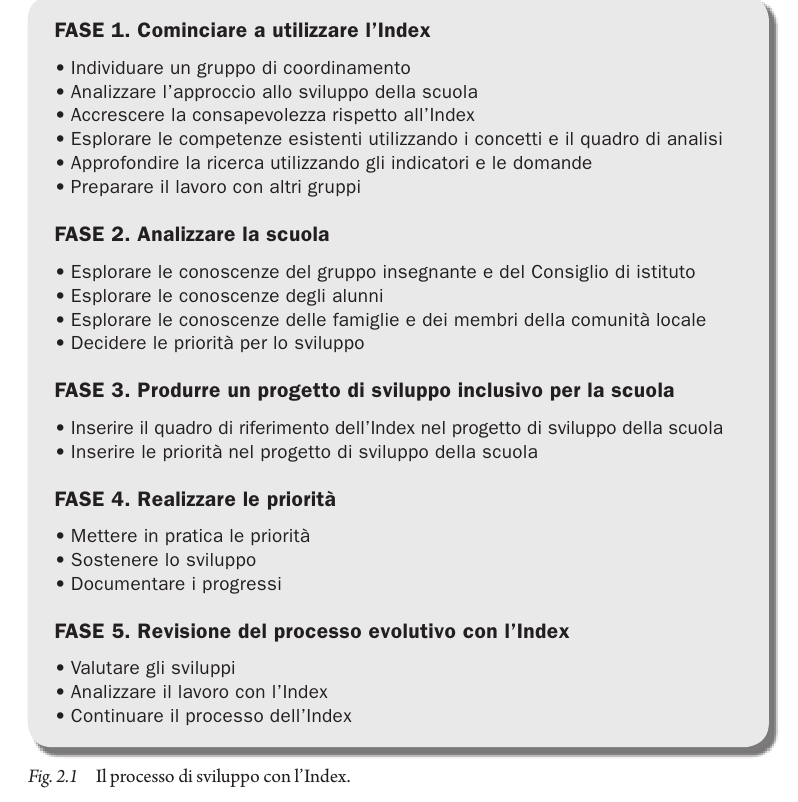 FASE 1. Cominciare a utilizzare l’Index
• Individuare un gruppo di coordinamento
• Analizzare l’approccio allo sviluppo della scuola
• Accrescere la consapevolezza rispetto all’Index
• Esplorare le competenze esistenti utilizzando i concetti e il quadro di analisi
• Approfondire la ricerca utilizzando gli indicatori e le domande
• Preparare il lavoro con altri gruppi
FASE 2. Analizzare la scuola
• Esplorare le conoscenze del gruppo insegnante e del Consiglio di istituto
• Esplorare le conoscenze degli alunni
• Esplorare le conoscenze delle famiglie e dei membri della comunità locale
• Decidere le priorità per lo sviluppo
FASE 3. Produrre un progetto di sviluppo inclusivo per la scuola
• Inserire il quadro di riferimento dell’Index nel progetto di sviluppo della scuola
• Inserire le priorità nel progetto di sviluppo della scuola
FASE 4. Realizzare le priorità
• Mettere in pratica le priorità
• Sostenere lo sviluppo
• Documentare i progressi
FASE 5. Revisione del processo evolutivo con l’Index
• Valutare gli sviluppi
• Analizzare il lavoro con l’Index
• Continuare il processo dell’Index
Fig. 2.1 Il processo di sviluppo con l’Index.